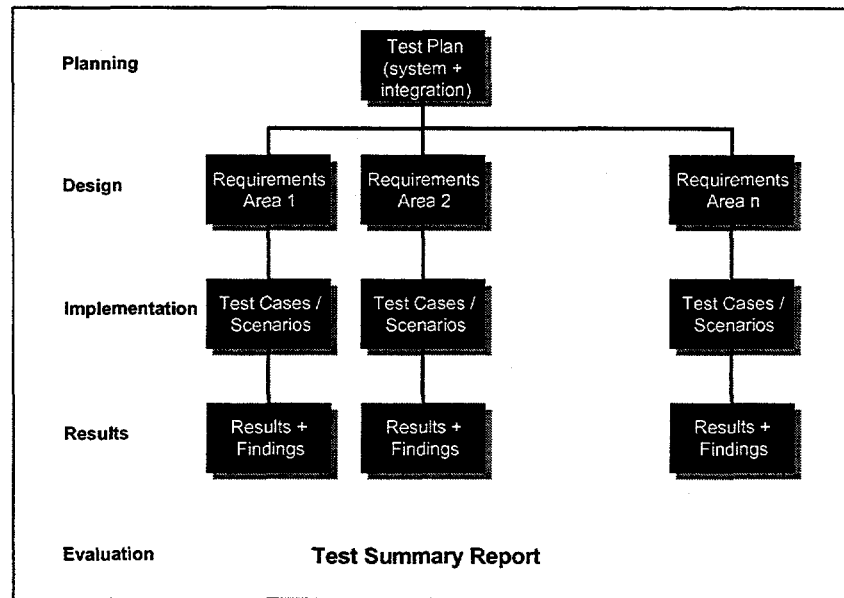 Planning
Test Plan
(system +
integration)
Design
Requirements
Area 1
Requirements
Area 2
Requirements
Area n
Implementation
Test Cases /
Scenarios
Test Cases /
Scenarios
Test Cases /
Scenarios
Results
Results +
Findings
Results +
Findings
Results +
Findings
Evaluation
Test Summary Report